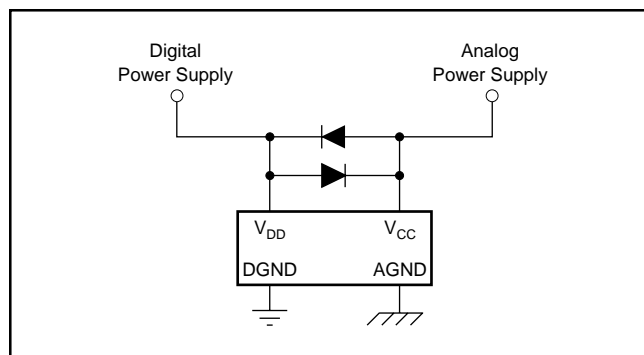 Digital
Power Supply
Analog
Power Supply
VDD
VCC
DGND
AGND